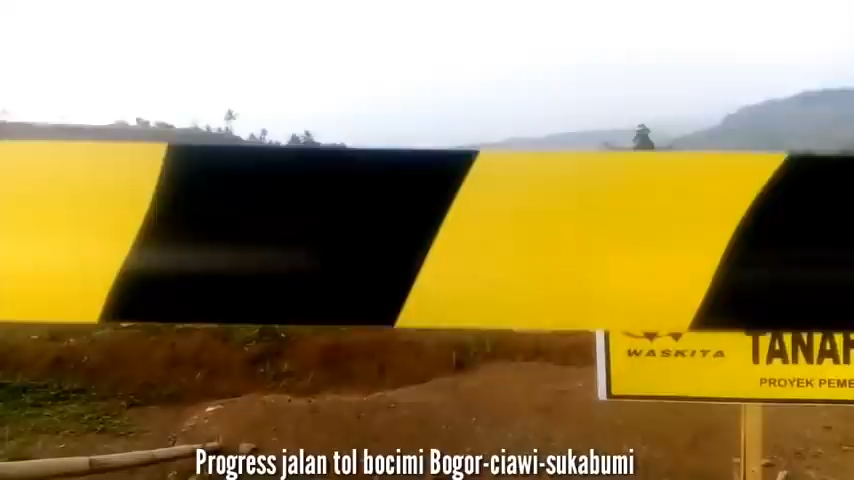 WASKITA
TANAH
PROYEK PEME
Progress jalan tol bocimi Bogor-ciawi-sukabumi